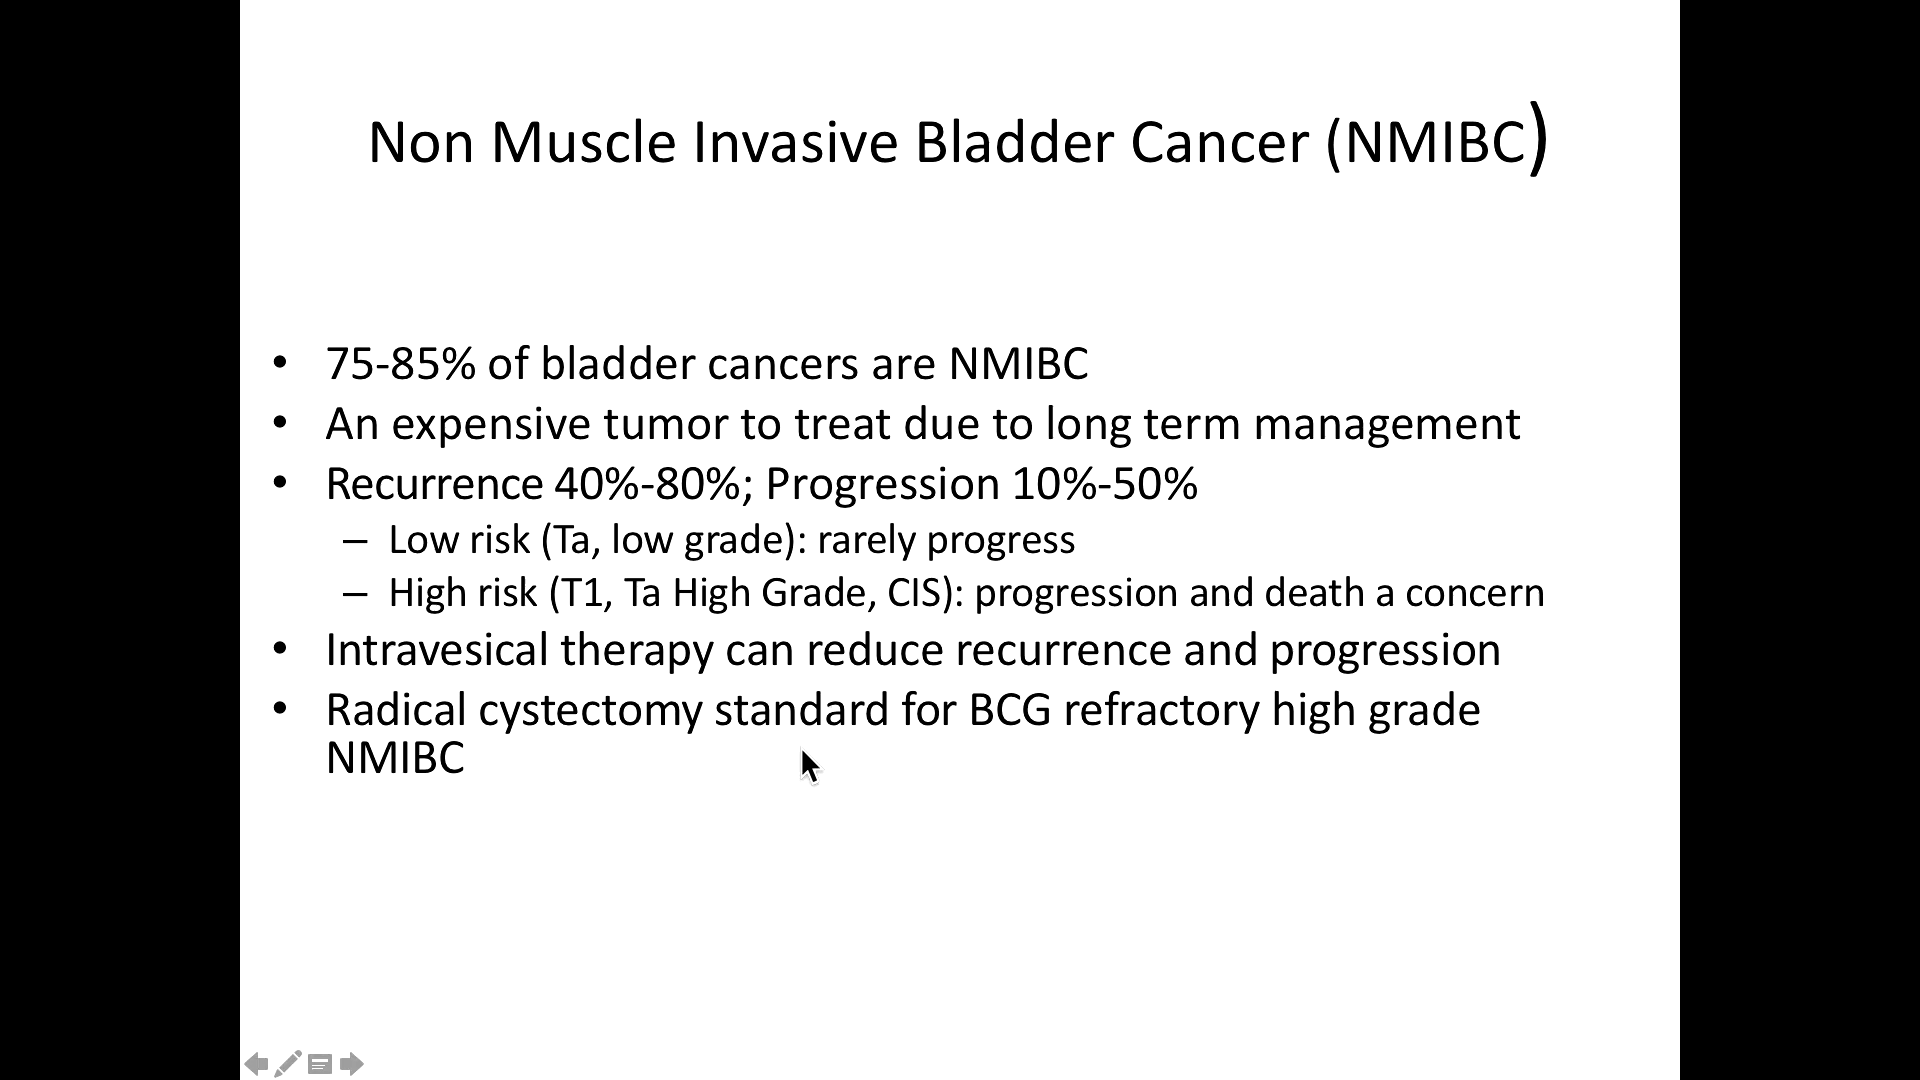 Non Muscle Invasive Bladder Cancer (NMIBC)
• 75-85% of bladder cancers are NMIBC
• An expensive tumor to treat due to long term management
• Recurrence 40%-80%; Progression 10%-50%
– Low risk (Ta, low grade): rarely progress
– High risk (T1, Ta High Grade, CIS): progression and death a concern
• Intravesical therapy can reduce recurrence and progression
• Radical cystectomy standard for BCG refractory high grade
NMIBC